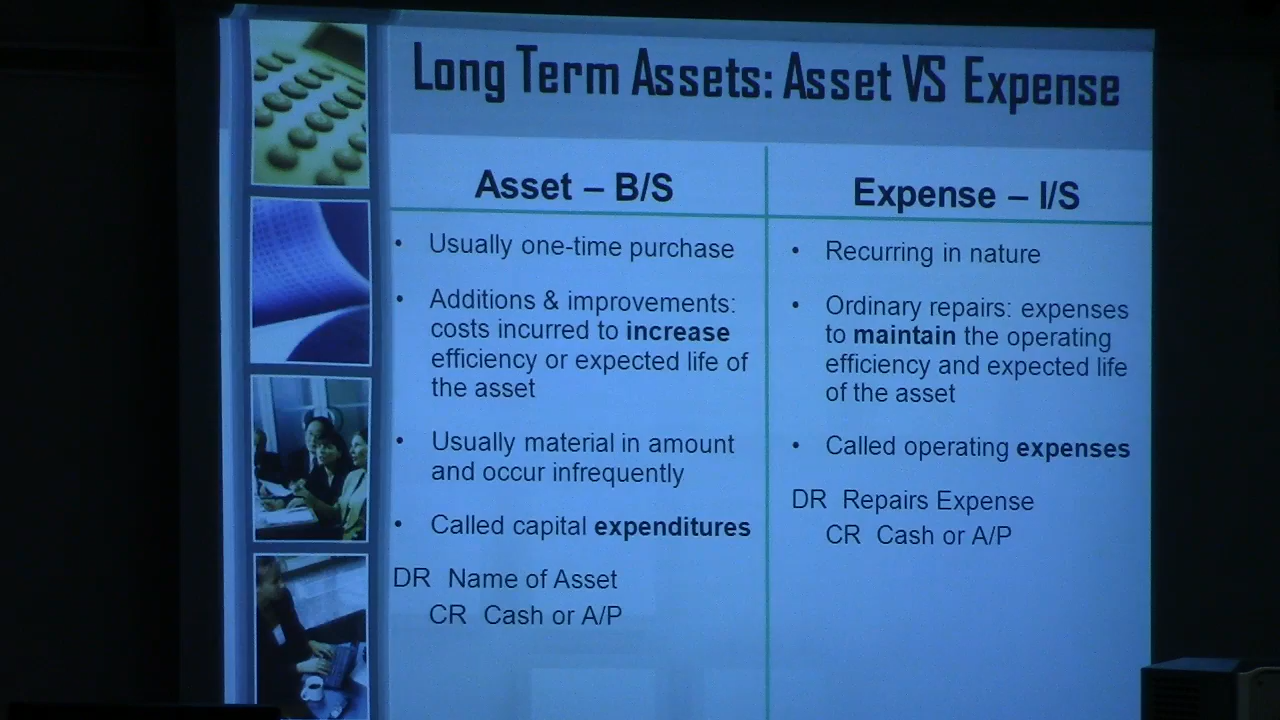 Long Term Assets: Asset VS Expense
Asset – B/S
• Usually one-time purchase
• Additions & improvements:
costs incurred to increase
efficiency or expected life of
the asset
• Usually material in amount
and occur infrequently
• Called capital expenditures
DR Name of Asset
CR Cash or A/P
Expense – I/S
• Recurring in nature
• Ordinary repairs: expenses
to maintain the operating
efficiency and expected life
of the asset
• Called operating expenses
DR Repairs Expense
CR Cash or A/P